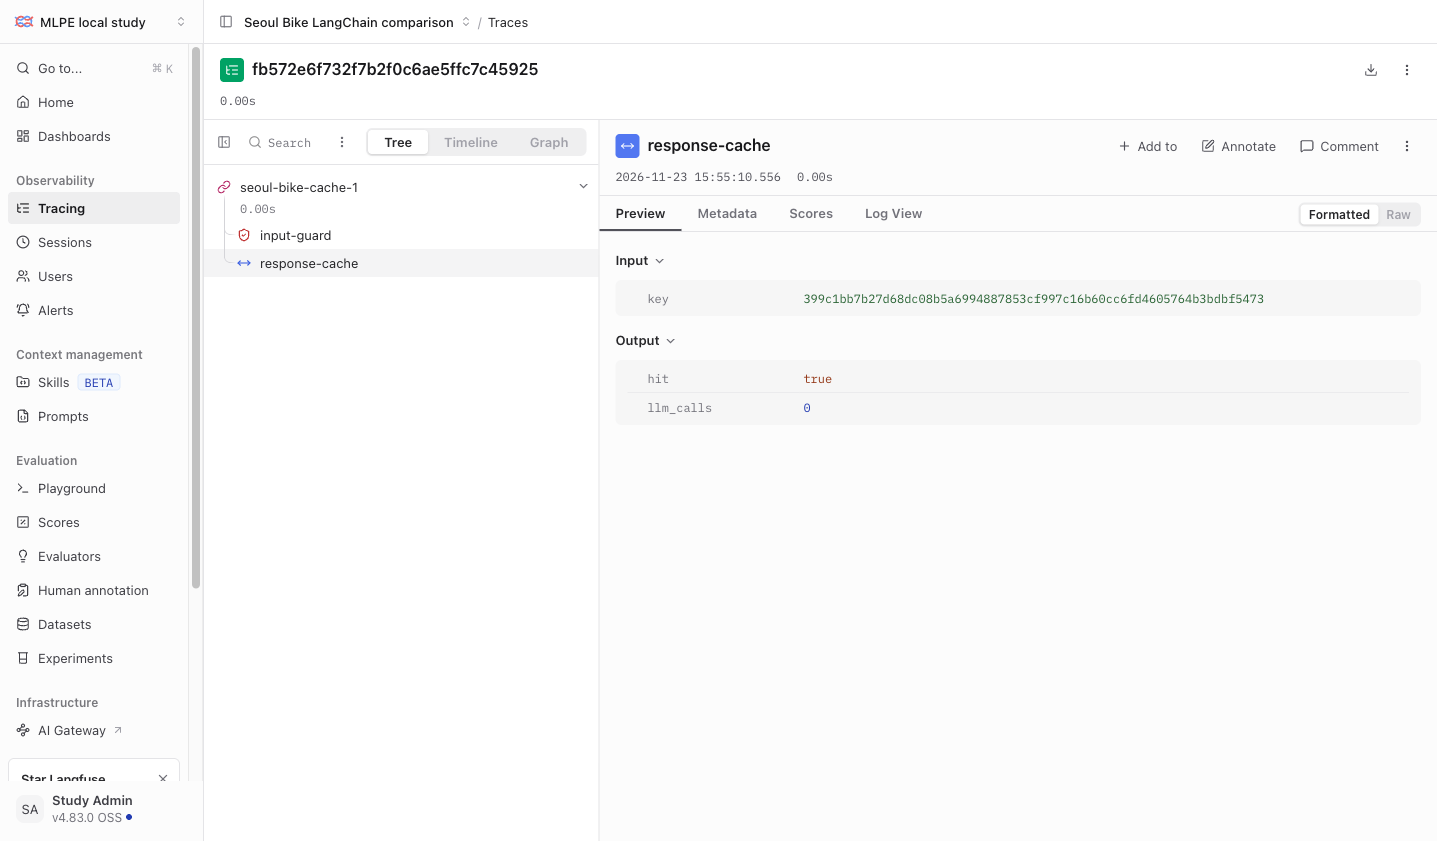 MLPE local study
Seoul Bike LangChain comparison / Traces
Go to...
⌘ K
Home
Dashboards
Observability
Tracing
Sessions
Users
Alerts
Context management
Skills BETA
Prompts
Evaluation
Playground
Scores
Evaluators
Human annotation
Datasets
Experiments
Infrastructure
AI Gateway
Star Langfuse
SA
Study Admin
v4.83.0 OSS
fb572e6f732f7b2f0c6ae5ffc7c45925
0.00s
Search
Tree Timeline Graph
seoul-bike-cache-1
0.00s
input-guard
response-cache
response-cache
Add to Annotate Comment
2026-11-23 15:55:10.556 0.00s
Preview Metadata Scores Log View
Formatted Raw
Input
key 399c1bb7b27d68dc08b5a6994887853cf997c16b60cc6fd4605764b3bdbf5473
Output
hit true
llm_calls 0